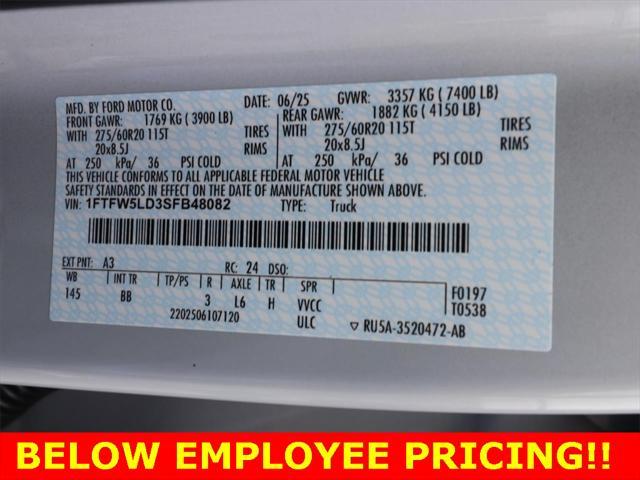 MFD. BY FORD MOTOR CO.
DATE: 06/25 GVWR: 3357 KG ( 7400 LB)
FRONT GAWR: 1769 KG ( 3900 LB)
REAR GAWR: 1882 KG ( 4150 LB)
WITH 275/60R20 115T TIRES
WITH 275/60R20 115T TIRES
20x8.5J RIMS
20x8.5J RIMS
AT 250 kPa/ 36 PSI COLD
AT 250 kPa/ 36 PSI COLD
THIS VEHICLE CONFORMS TO ALL APPLICABLE FEDERAL MOTOR VEHICLE
SAFETY STANDARDS IN EFFECT ON THE DATE OF MANUFACTURE SHOWN ABOVE.
VIN: 1FTFW5LD3SFB48082 TYPE: Truck
EXT PNT: A3 RC: 24 DSO:
WB INT TR TP/PS R AXLE TR SPR
145 BB 3 L6 H VVCC
F0197
T0538
2202506107120 ULC
RU5A-3520472-AB
BELOW EMPLOYEE PRICING!!